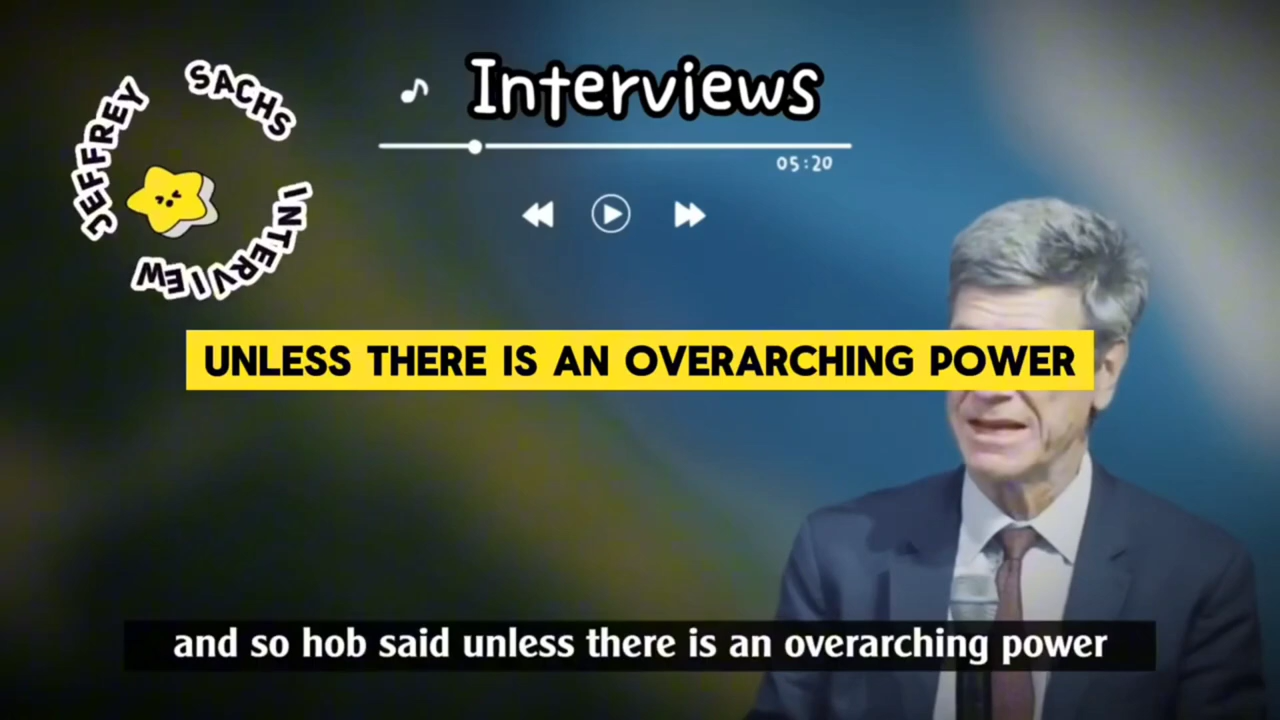 JEFFREY SACHS INTERVIEW
Interviews
05:20
UNLESS THERE IS AN OVERARCHING POWER
and so hob said unless there is an overarching power